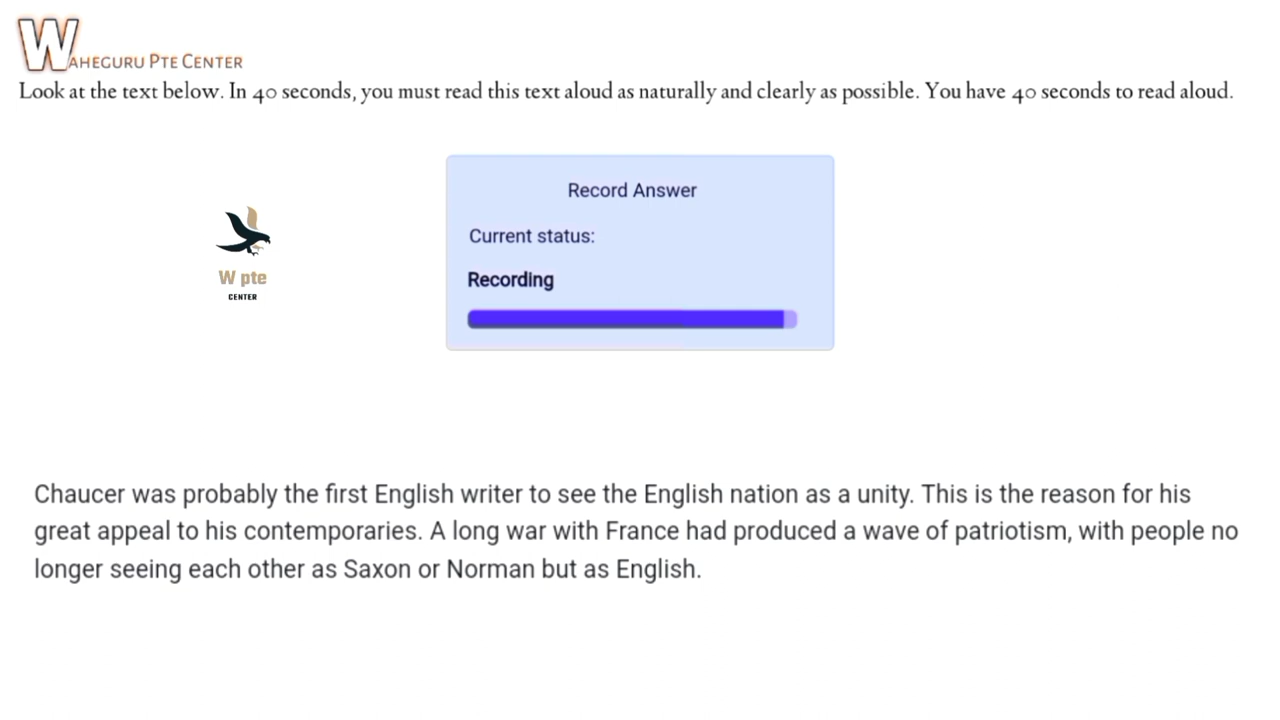 WAHEGURU PTE CENTER
Look at the text below. In 40 seconds, you must read this text aloud as naturally and clearly as possible. You have 40 seconds to read aloud.
Record Answer
Current status:
Recording
W pte
CENTER
Chaucer was probably the first English writer to see the English nation as a unity. This is the reason for his
great appeal to his contemporaries. A long war with France had produced a wave of patriotism, with people no
longer seeing each other as Saxon or Norman but as English.